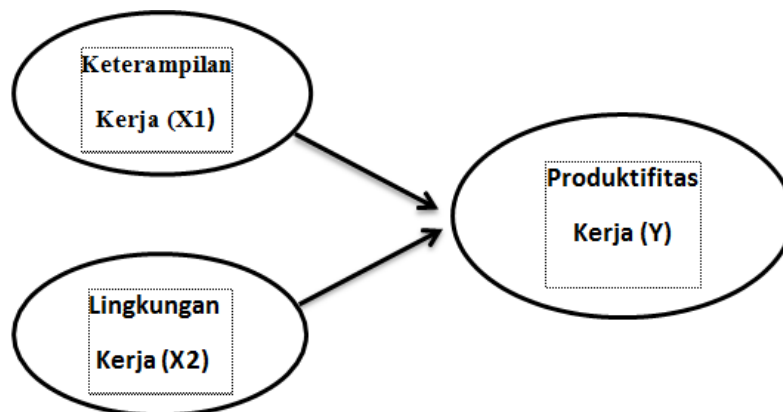 Keterampilan
Kerja (X1)
Produktifitas
Kerja (Y)
Lingkungan
Kerja (X2)